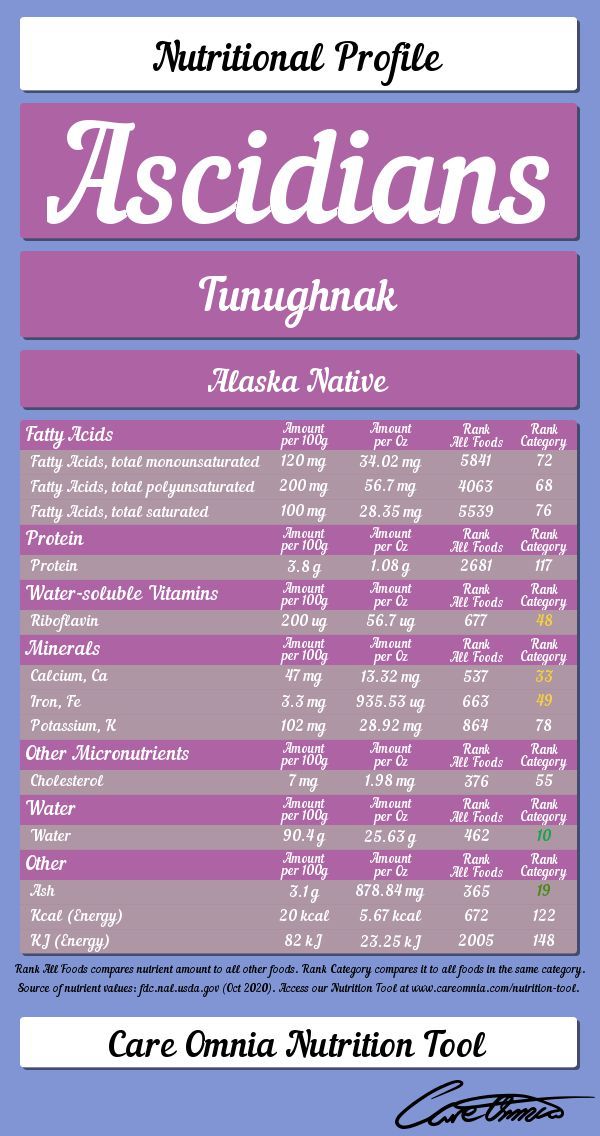 Nutritional Profile
Ascidians
Tunughnak
Alaska Native
Fatty Acids Amount per 100g Amount per Oz Rank All Foods Rank Category
Fatty Acids, total monounsaturated 120 mg 34.02 mg 5841 72
Fatty Acids, total polyunsaturated 200 mg 56.7 mg 4063 68
Fatty Acids, total saturated 100 mg 28.35 mg 5539 76
Protein Amount per 100g Amount per Oz Rank All Foods Rank Category
Protein 3.8 g 1.08 g 2681 117
Water-soluble Vitamins Amount per 100g Amount per Oz Rank All Foods Rank Category
Riboflavin 200 ug 56.7 ug 677 48
Minerals Amount per 100g Amount per Oz Rank All Foods Rank Category
Calcium, Ca 47 mg 13.32 mg 537 33
Iron, Fe 3.3 mg 935.53 ug 663 49
Potassium, K 102 mg 28.92 mg 864 78
Other Micronutrients Amount per 100g Amount per Oz Rank All Foods Rank Category
Cholesterol 7 mg 1.98 mg 376 55
Water Amount per 100g Amount per Oz Rank All Foods Rank Category
Water 90.4 g 25.63 g 462 10
Other Amount per 100g Amount per Oz Rank All Foods Rank Category
Ash 3.1 g 878.84 mg 365 19
Kcal (Energy) 20 kcal 5.67 kcal 672 122
KJ (Energy) 82 kJ 23.25 kJ 2005 148
Rank All Foods compares nutrient amount to all other foods. Rank Category compares it to all foods in the same category.
Source of nutrient values: fdc.nal.usda.gov (Oct 2020). Access our Nutrition Tool at www.careomnia.com/nutrition-tool.
Care Omnia Nutrition Tool
Care Omnia